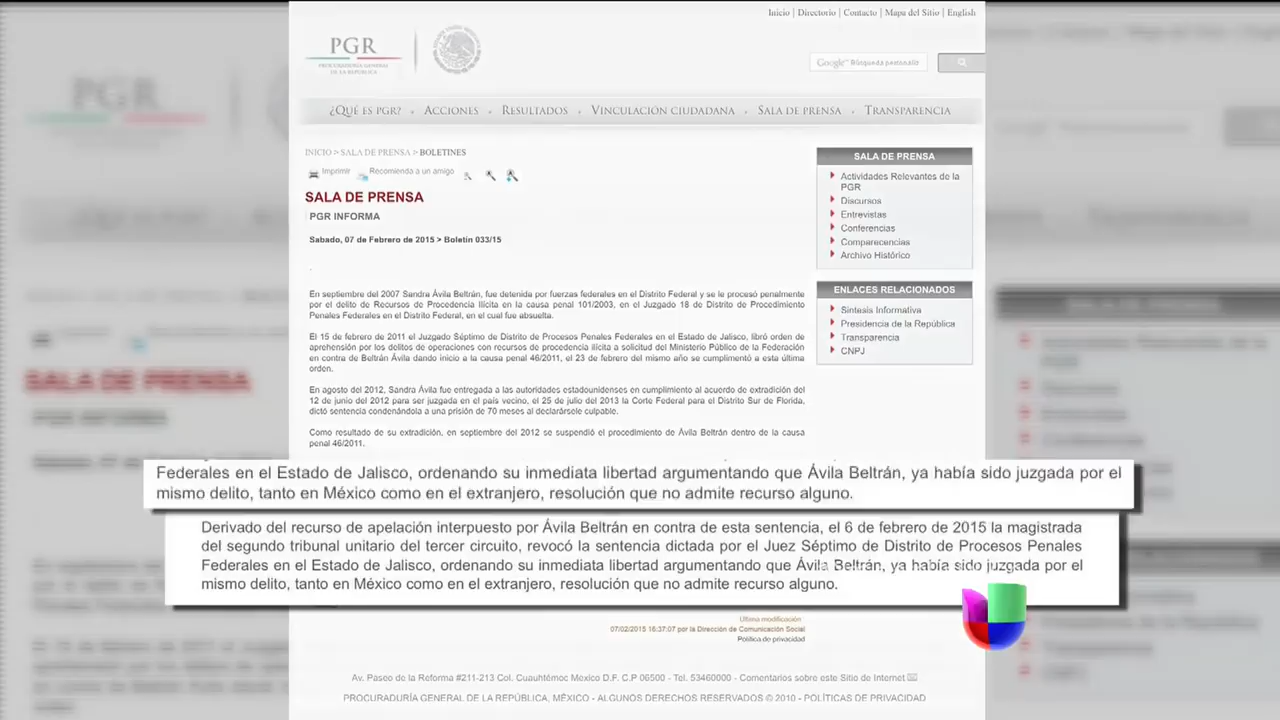 Inicio | Directorio | Contacto | Mapa del Sitio | English
PGR
PROCURADURÍA GENERAL
DE LA REPÚBLICA
Google™ Búsqueda personaliz
¿QUÉ ES PGR? ACCIONES RESULTADOS VINCULACIÓN CIUDADANA SALA DE PRENSA TRANSPARENCIA
INICIO > SALA DE PRENSA > BOLETINES
Imprimir Recomienda a un amigo
SALA DE PRENSA
PGR INFORMA
Sabado, 07 de Febrero de 2015 > Boletín 033/15
En septiembre del 2007 Sandra Ávila Beltrán, fue detenida por fuerzas federales en el Distrito Federal y se le procesó penalmente
por el delito de Recursos de Procedencia Ilícita en la causa penal 101/2003, en el Juzgado 18 de Distrito de Procedimiento
Penales Federales en el Distrito Federal, en el cual fue absuelta.
El 15 de febrero de 2011 el Juzgado Séptimo de Distrito de Procesos Penales Federales en el Estado de Jalisco, libró orden de
aprehensión por los delitos de operaciones con recursos de procedencia ilícita a solicitud del Ministerio Público de la Federación
en contra de Beltrán Ávila dando inicio a la causa penal 46/2011, el 23 de febrero del mismo año se cumplimentó a esta última
orden.
En agosto del 2012, Sandra Ávila fue entregada a las autoridades estadounidenses en cumplimiento al acuerdo de extradición del
12 de junio del 2012 para ser juzgada en el país vecino, el 25 de julio del 2013 la Corte Federal para el Distrito Sur de Florida,
dictó sentencia condenándola a una prisión de 70 meses al declarársele culpable.
Como resultado de su extradición, en septiembre del 2012 se suspendió el procedimiento de Ávila Beltrán dentro de la causa
penal 46/2011.
SALA DE PRENSA
Actividades Relevantes de la
PGR
Discursos
Entrevistas
Conferencias
Comparecencias
Archivo Histórico
ENLACES RELACIONADOS
Síntesis Informativa
Presidencia de la República
Transparencia
CNPJ
Federales en el Estado de Jalisco, ordenando su inmediata libertad argumentando que Ávila Beltrán, ya había sido juzgada por el
mismo delito, tanto en México como en el extranjero, resolución que no admite recurso alguno.
Derivado del recurso de apelación interpuesto por Ávila Beltrán en contra de esta sentencia, el 6 de febrero de 2015 la magistrada
del segundo tribunal unitario del tercer circuito, revocó la sentencia dictada por el Juez Séptimo de Distrito de Procesos Penales
Federales en el Estado de Jalisco, ordenando su inmediata libertad argumentando que Ávila Beltrán, ya había sido juzgada por el
mismo delito, tanto en México como en el extranjero, resolución que no admite recurso alguno.
Última modificación
07/02/2015 16:37:07 por la Dirección de Comunicación Social
Política de privacidad
Av. Paseo de la Reforma #211-213 Col. Cuauhtémoc México D.F. C.P 06500 - Tel. 53460000 - Comentarios sobre este Sitio de Internet
PROCURADURÍA GENERAL DE LA REPÚBLICA, MÉXICO - ALGUNOS DERECHOS RESERVADOS © 2010 - POLÍTICAS DE PRIVACIDAD